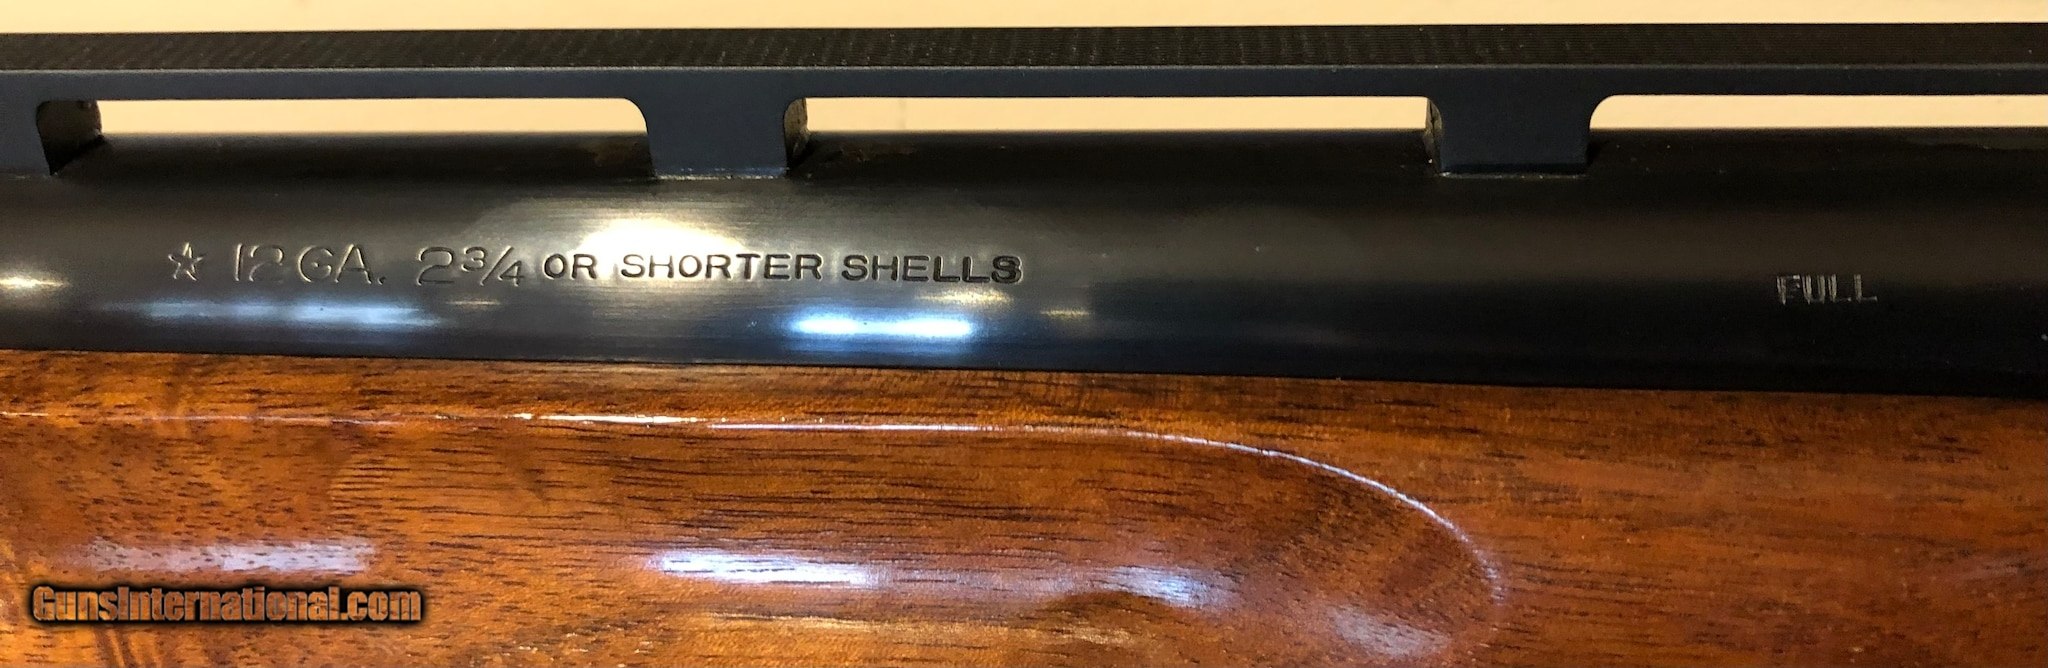 ☆ 12 GA. 2¾ OR SHORTER SHELLS
FULL
GunsInternational.com